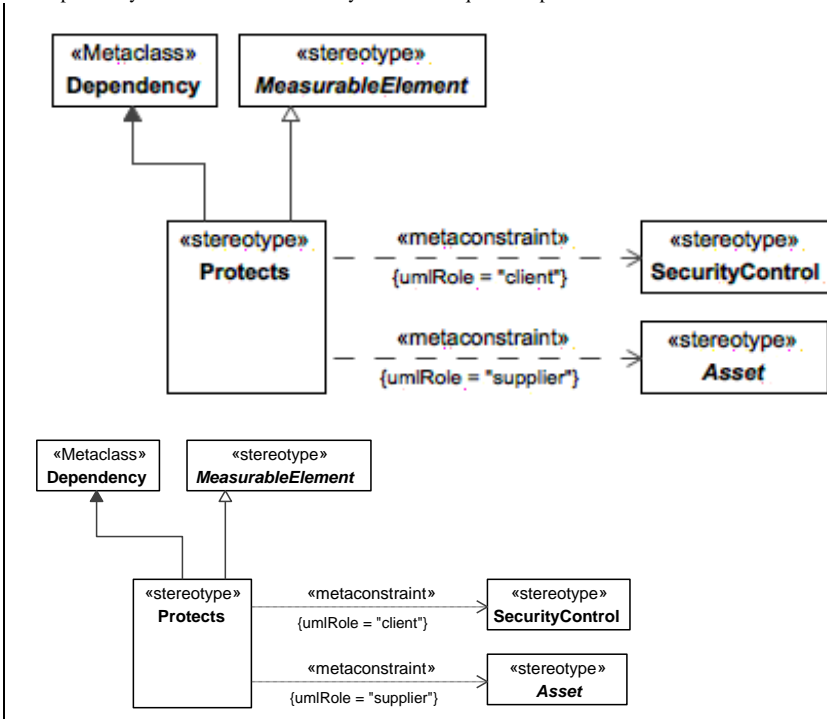 «Metaclass» «stereotype»
Dependency MeasurableElement
«stereotype» «metaconstraint» «stereotype»
Protects {umlRole = "client"} SecurityControl
«metaconstraint» «stereotype»
{umlRole = "supplier"} Asset
«Metaclass» «stereotype»
Dependency MeasurableElement
«stereotype» «metaconstraint» «stereotype»
Protects {umlRole = "client"} SecurityControl
«metaconstraint» «stereotype»
{umlRole = "supplier"} Asset